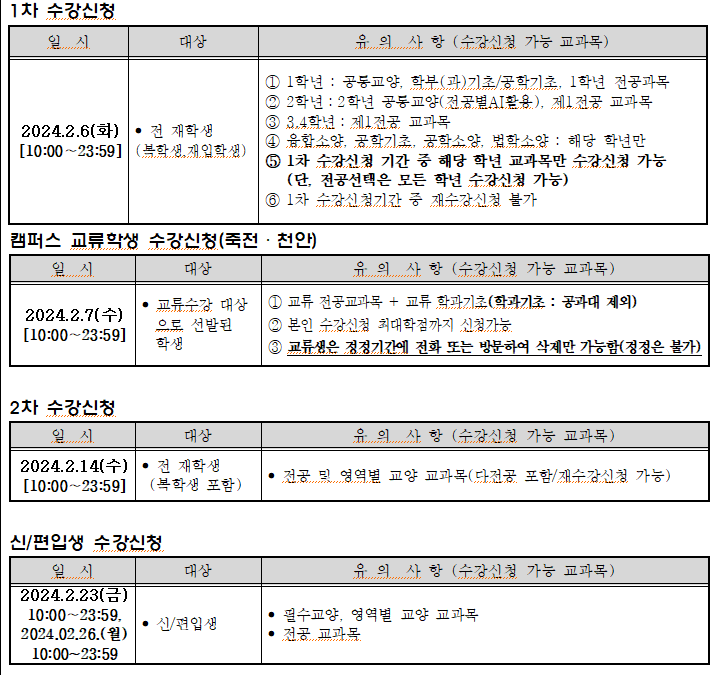 1차 수강신청
일 시 대상 유 의 사 항 (수강신청 가능 교과목)
2024.2.6(화)
[10:00~23:59]
• 전 재학생
(복학생,재입학생)
① 1학년 : 공통교양, 학부(과)기초/공학기초, 1학년 전공과목
② 2학년 : 2학년 공통교양(전공별AI활용), 제1전공 교과목
③ 3,4학년 : 제1전공 교과목
④ 융합소양, 공학기초, 공학소양, 법학소양 : 해당 학년만
⑤ 1차 수강신청 기간 중 해당 학년 교과목만 수강신청 가능
(단, 전공선택은 모든 학년 수강신청 가능)
⑥ 1차 수강신청기간 중 재수강신청 불가
캠퍼스 교류학생 수강신청(죽전 · 천안)
일 시 대상 유 의 사 항 (수강신청 가능 교과목)
2024.2.7(수)
[10:00~23:59]
• 교류수강 대상
으로 선발된
학생
① 교류 전공교과목 + 교류 학과기초(학과기초 : 공과대 제외)
② 본인 수강신청 최대학점까지 신청가능
③ 교류생은 정정기간에 전화 또는 방문하여 삭제만 가능함(정정은 불가)
2차 수강신청
일 시 대상 유 의 사 항 (수강신청 가능 교과목)
2024.2.14(수)
[10:00~23:59]
• 전 재학생
(복학생 포함)
• 전공 및 영역별 교양 교과목(다전공 포함/재수강신청 가능)
신/편입생 수강신청
일 시 대상 유 의 사 항 (수강신청 가능 교과목)
2024.2.23(금)
10:00~23:59,
2024.02.26.(월)
10:00~23:59
• 신/편입생
• 필수교양, 영역별 교양 교과목
• 전공 교과목